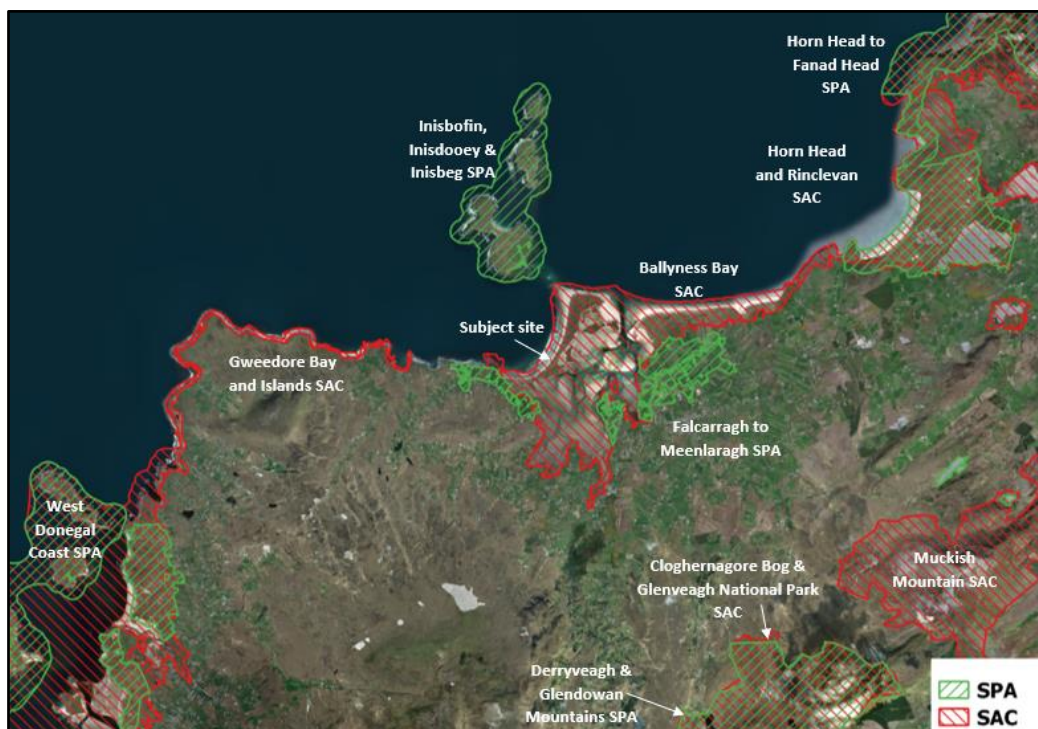 Horn Head to
Fanad Head
SPA
Inisbofin,
Inisdooey &
Inisbeg SPA
Horn Head
and Rinclevan
SAC
Ballyness Bay
SAC
Subject site
Gweedore Bay
and Islands SAC
Falcarragh to
Meenlaragh SPA
West
Donegal
Coast SPA
Muckish
Mountain SAC
Cloghernagore Bog &
Glenveagh National Park
SAC
Derryveagh &
Glendowan
Mountains SPA
SPA
SAC